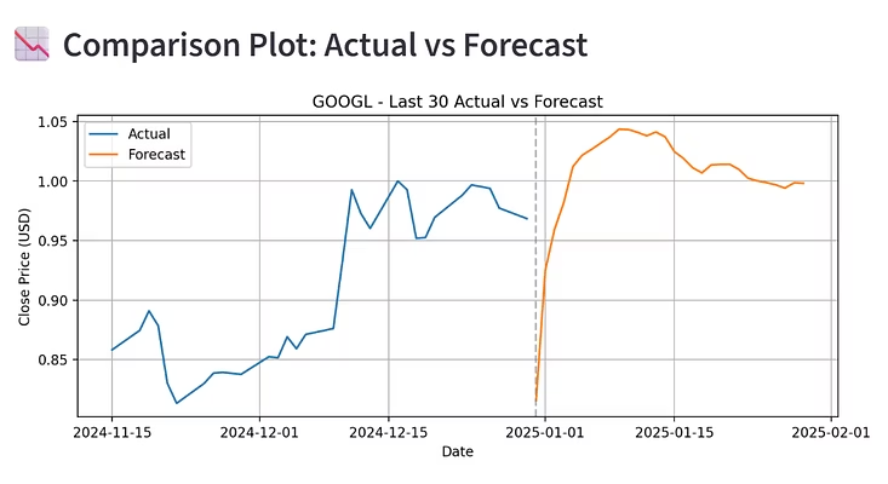 Comparison Plot: Actual vs Forecast
GOOGL - Last 30 Actual vs Forecast
Actual
Forecast
Close Price (USD)
1.05
1.00
0.95
0.90
0.85
2024-11-15
2024-12-01
2024-12-15
2025-01-01
2025-01-15
2025-02-01
Date